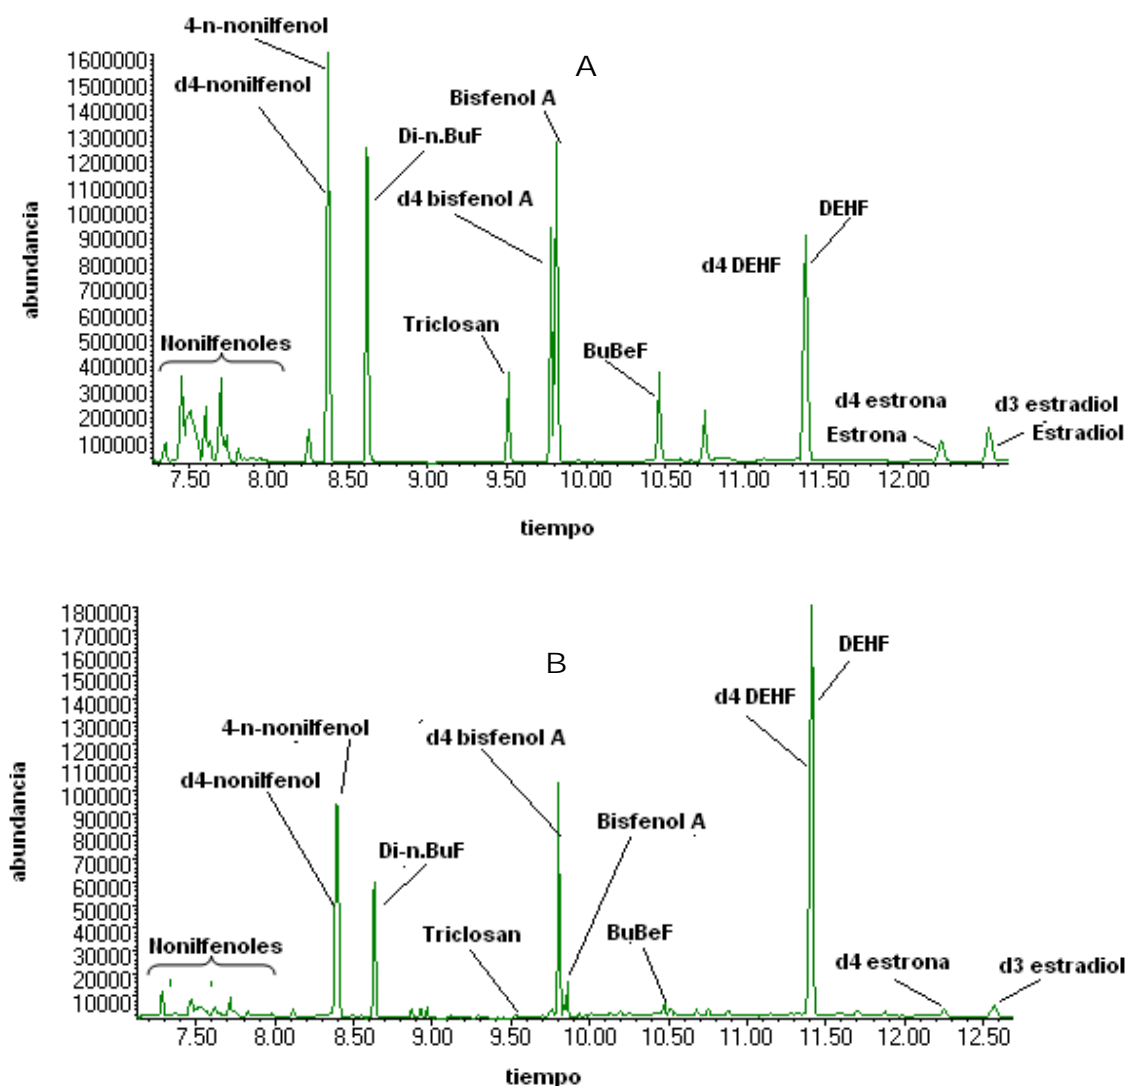 4-n-nonilfenol
A
d4-nonilfenol
Bisfenol A
Di-n.BuF
d4 bisfenol A
DEHF
d4 DEHF
Triclosan
Nonilfenoles
BuBeF
d4 estrona
d3 estradiol
Estrona
Estradiol
abundancia
1600000
1500000
1400000
1300000
1200000
1100000
1000000
900000
800000
700000
600000
500000
400000
300000
200000
100000
7.50 8.00 8.50 9.00 9.50 10.00 10.50 11.00 11.50 12.00
tiempo
B
DEHF
d4 DEHF
4-n-nonilfenol
d4 bisfenol A
d4-nonilfenol
Bisfenol A
Di-n.BuF
Triclosan
BuBeF
Nonilfenoles
d4 estrona
d3 estradiol
abundancia
180000
170000
160000
150000
140000
130000
120000
110000
100000
90000
80000
70000
60000
50000
40000
30000
20000
10000
7.50 8.00 8.50 9.00 9.50 10.00 10.50 11.00 11.50 12.00 12.50
tiempo